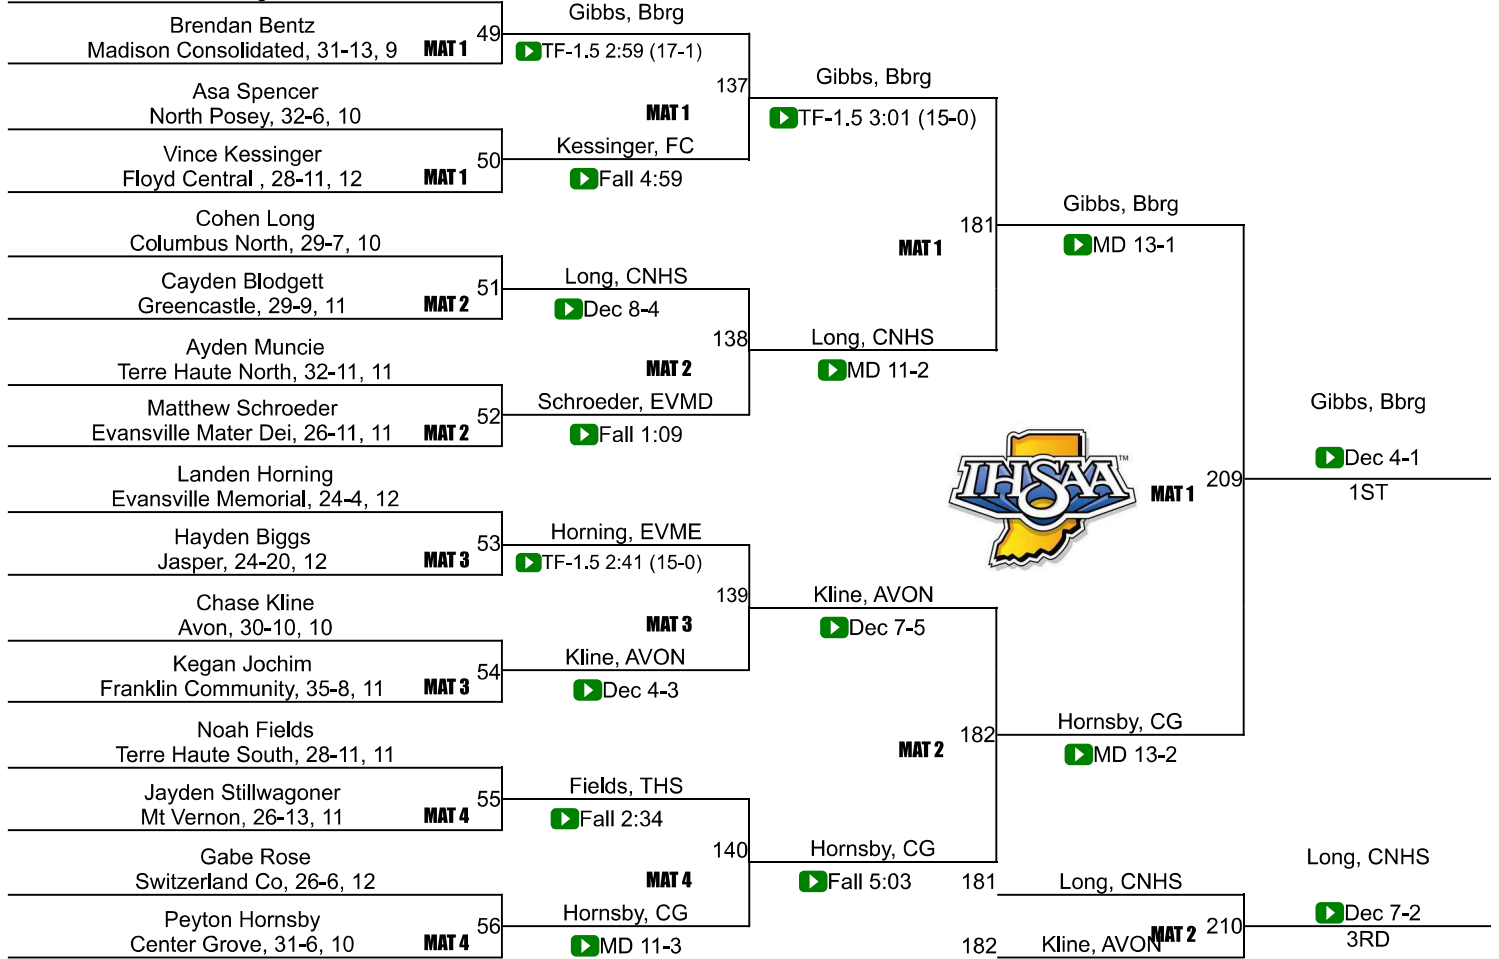 Brendan Bentz
Madison Consolidated, 31-13, 9
MAT 1
49
Gibbs, Bbrg
TF-1.5 2:59 (17-1)
Asa Spencer
North Posey, 32-6, 10
Vince Kessinger
Floyd Central , 28-11, 12
MAT 1
50
Kessinger, FC
Fall 4:59
MAT 1
137
Gibbs, Bbrg
TF-1.5 3:01 (15-0)
Cohen Long
Columbus North, 29-7, 10
Cayden Blodgett
Greencastle, 29-9, 11
MAT 2
51
Long, CNHS
Dec 8-4
Ayden Muncie
Terre Haute North, 32-11, 11
Matthew Schroeder
Evansville Mater Dei, 26-11, 11
MAT 2
52
Schroeder, EVMD
Fall 1:09
MAT 2
138
Long, CNHS
MD 11-2
MAT 1
181
Gibbs, Bbrg
MD 13-1
Landen Horning
Evansville Memorial, 24-4, 12
Hayden Biggs
Jasper, 24-20, 12
MAT 3
53
Horning, EVME
TF-1.5 2:41 (15-0)
Chase Kline
Avon, 30-10, 10
Kegan Jochim
Franklin Community, 35-8, 11
MAT 3
54
Kline, AVON
Dec 4-3
MAT 3
139
Kline, AVON
Dec 7-5
Noah Fields
Terre Haute South, 28-11, 11
Jayden Stillwagoner
Mt Vernon, 26-13, 11
MAT 4
55
Fields, THS
Fall 2:34
Gabe Rose
Switzerland Co, 26-6, 12
Peyton Hornsby
Center Grove, 31-6, 10
MAT 4
56
Hornsby, CG
MD 11-3
MAT 4
140
Hornsby, CG
Fall 5:03
MAT 2
182
Hornsby, CG
MD 13-2
IHSAA™
MAT 1
209
Gibbs, Bbrg
Dec 4-1
1ST
181
Long, CNHS
182
Kline, AVON
MAT 2
210
Long, CNHS
Dec 7-2
3RD